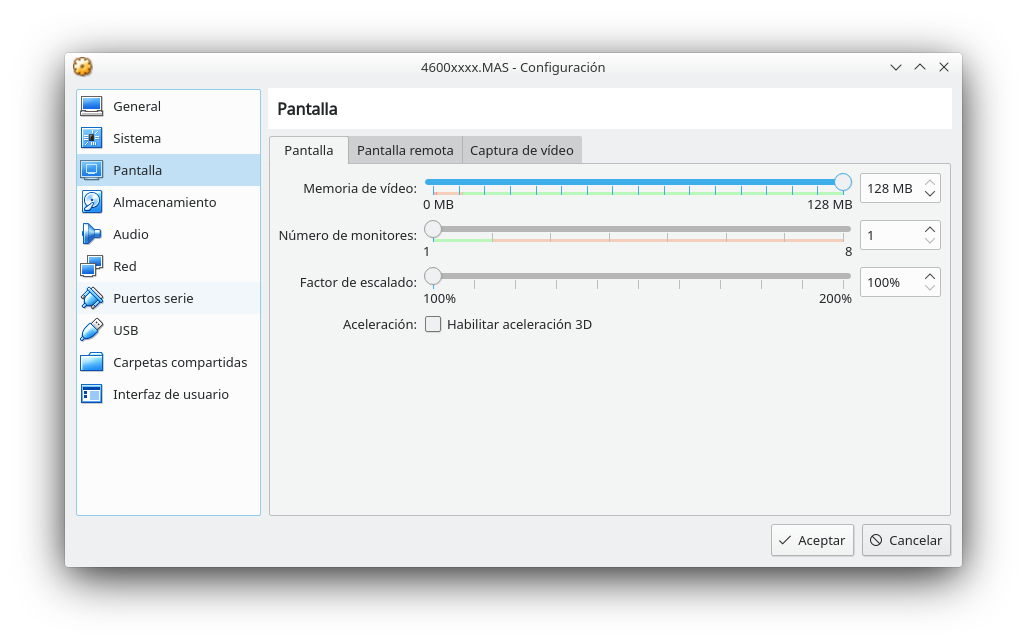 4600xxxx.MAS - Configuración
General
Sistema
Pantalla
Almacenamiento
Audio
Red
Puertos serie
USB
Carpetas compartidas
Interfaz de usuario
Pantalla
Pantalla Pantalla remota Captura de vídeo
Memoria de vídeo: 128 MB
0 MB 128 MB
Número de monitores: 1
1 8
Factor de escalado: 100%
100% 200%
Aceleración: Habilitar aceleración 3D
Aceptar Cancelar